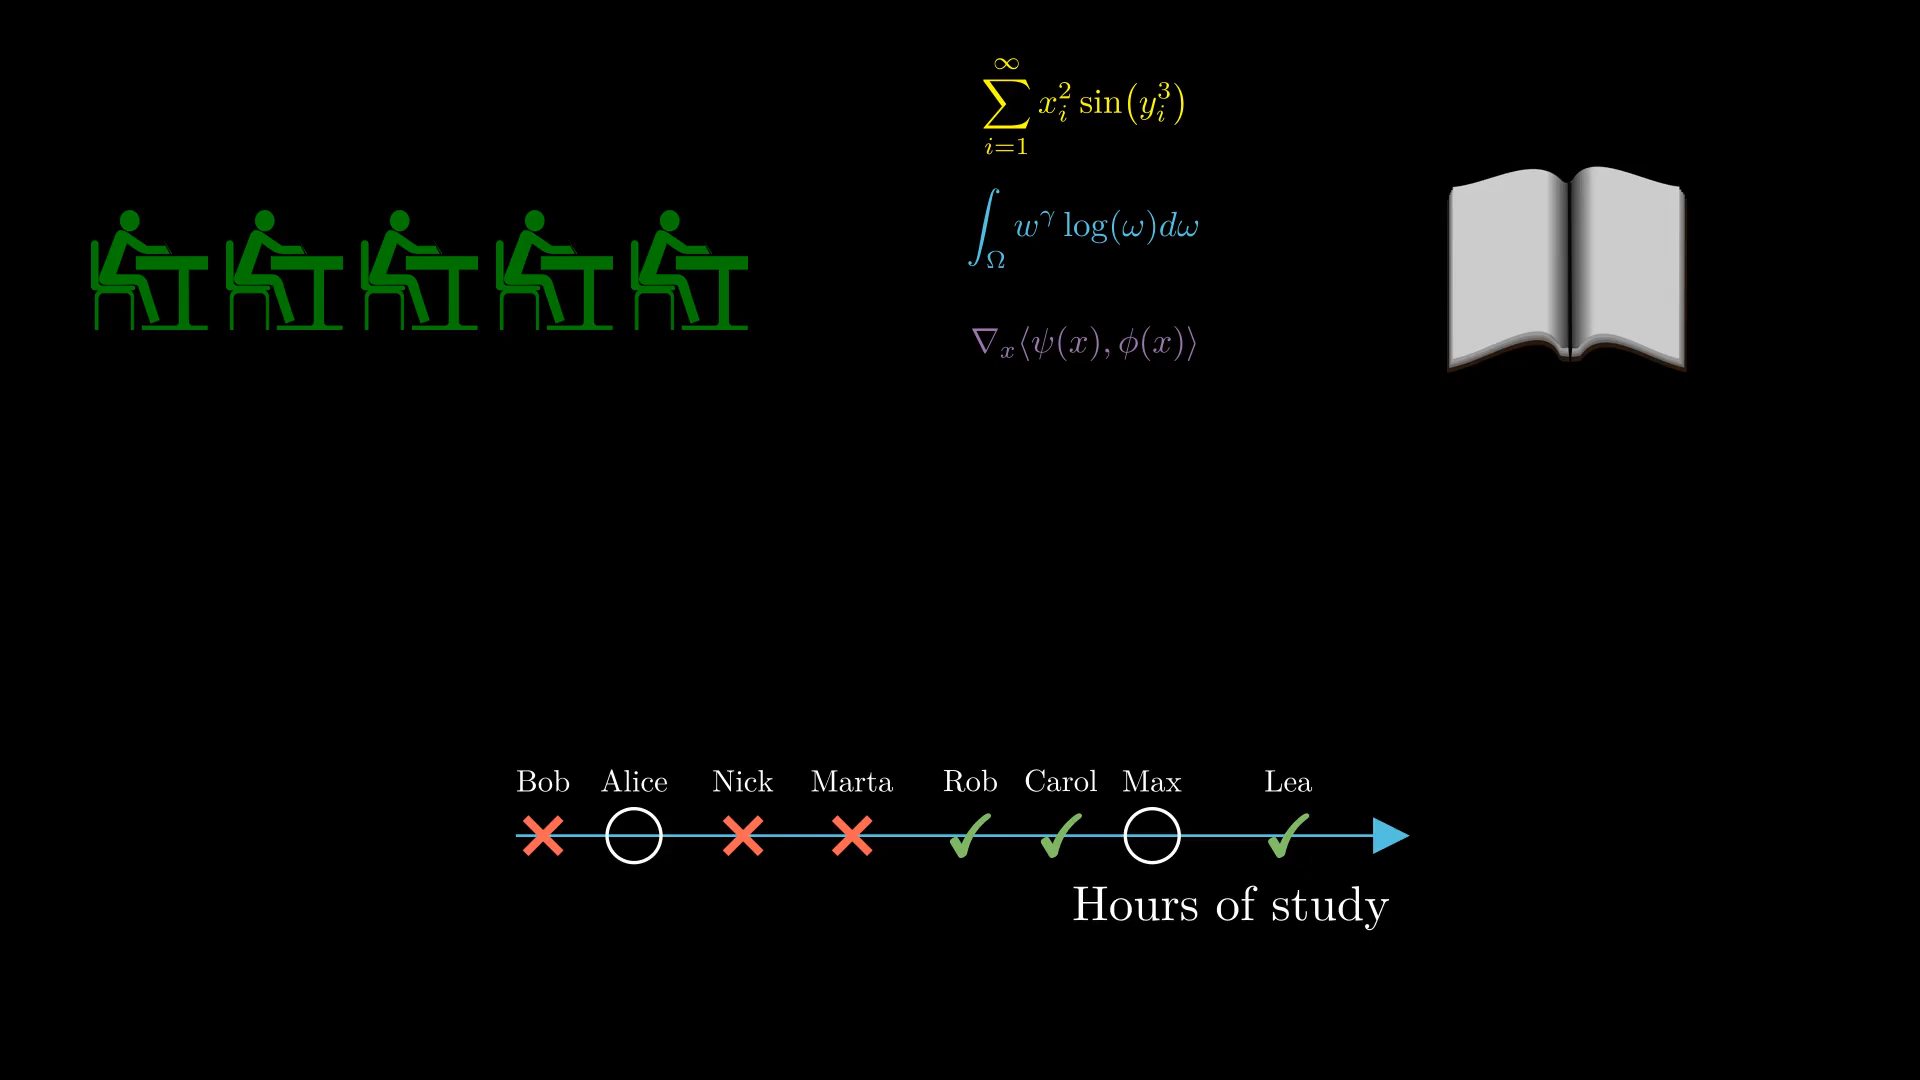 ∑_{i=1}^{∞} x_i^2 sin(y_i^3)
∫_Ω w^γ log(ω)dω
∇_x⟨ψ(x), ϕ(x)⟩
Bob Alice Nick Marta Rob Carol Max Lea
Hours of study